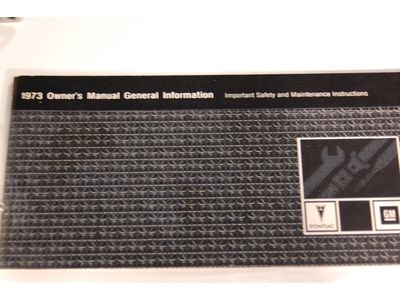 1973 Owner's Manual General Information Important Safety and Maintenance Instructions
PONTIAC GM